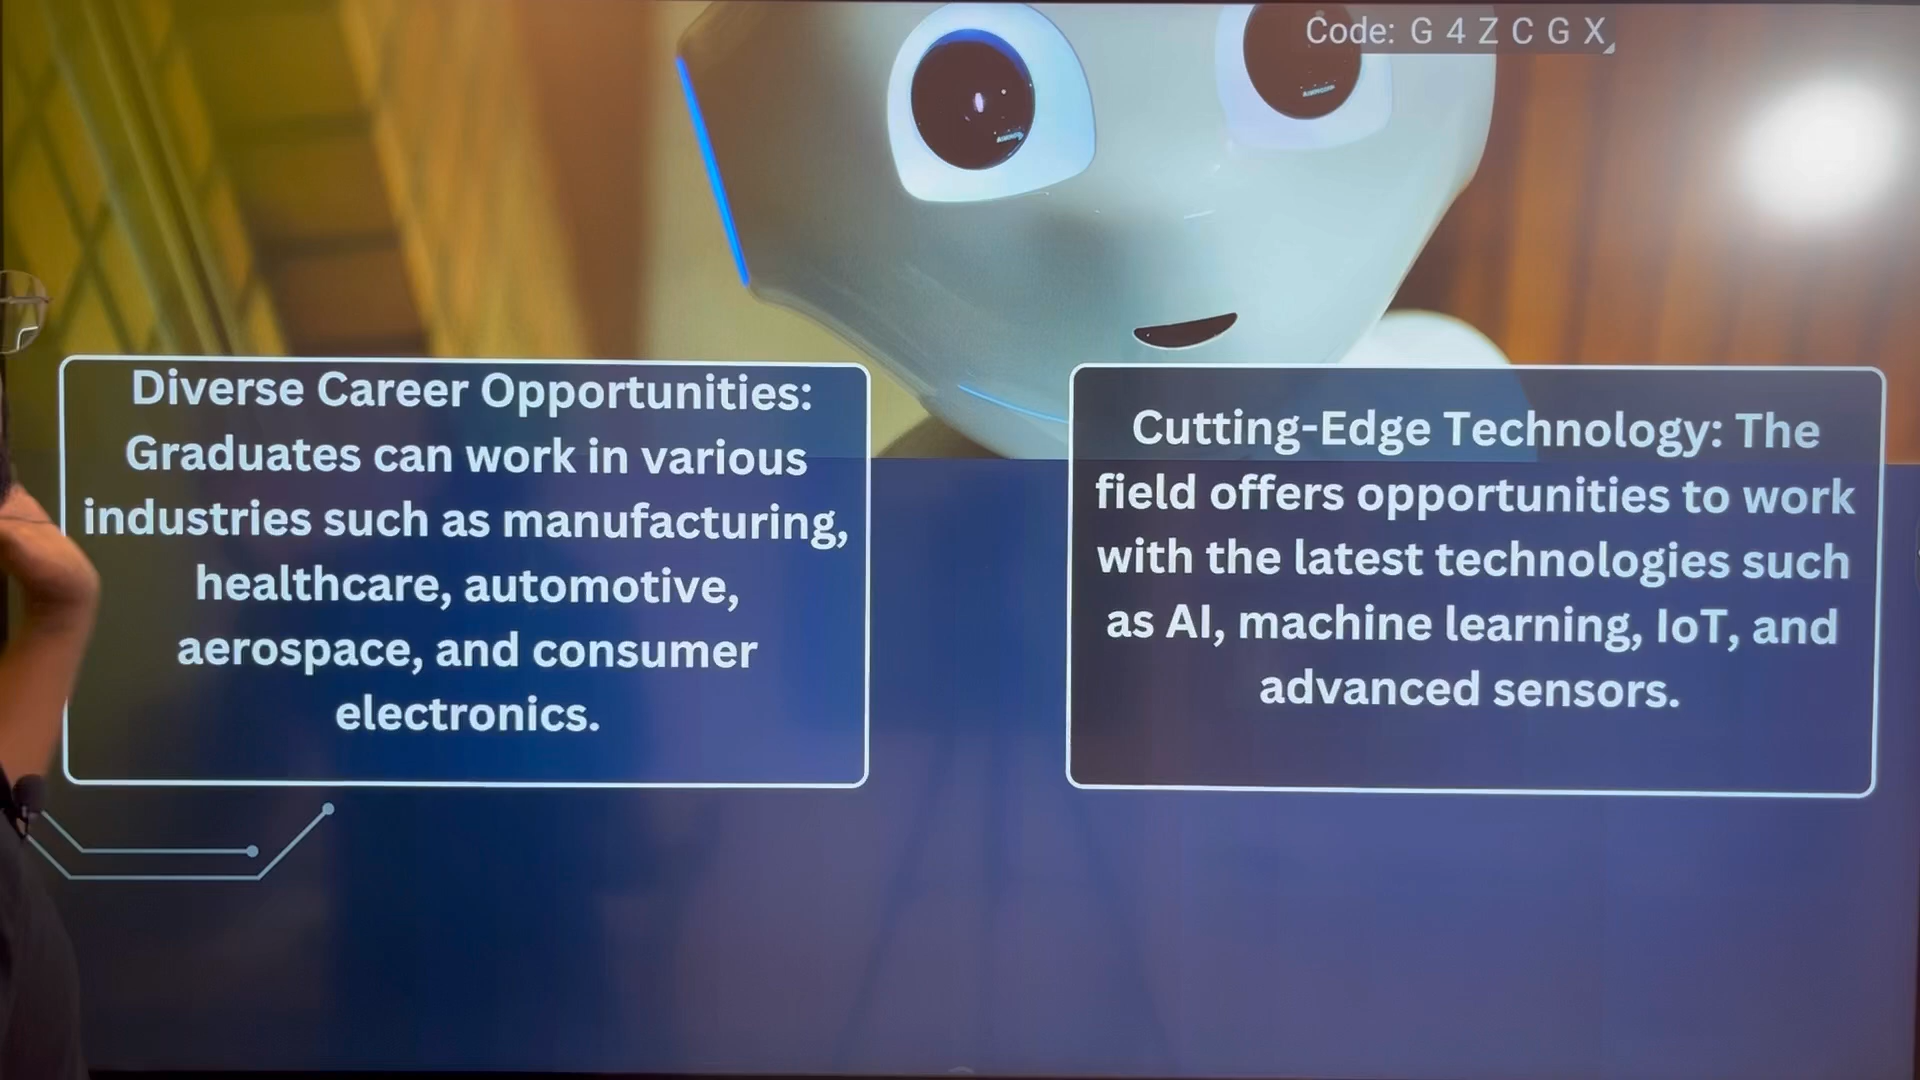 Code: G 4 Z C G X
Diverse Career Opportunities:
Graduates can work in various
industries such as manufacturing,
healthcare, automotive,
aerospace, and consumer
electronics.
Cutting-Edge Technology: The
field offers opportunities to work
with the latest technologies such
as AI, machine learning, IoT, and
advanced sensors.